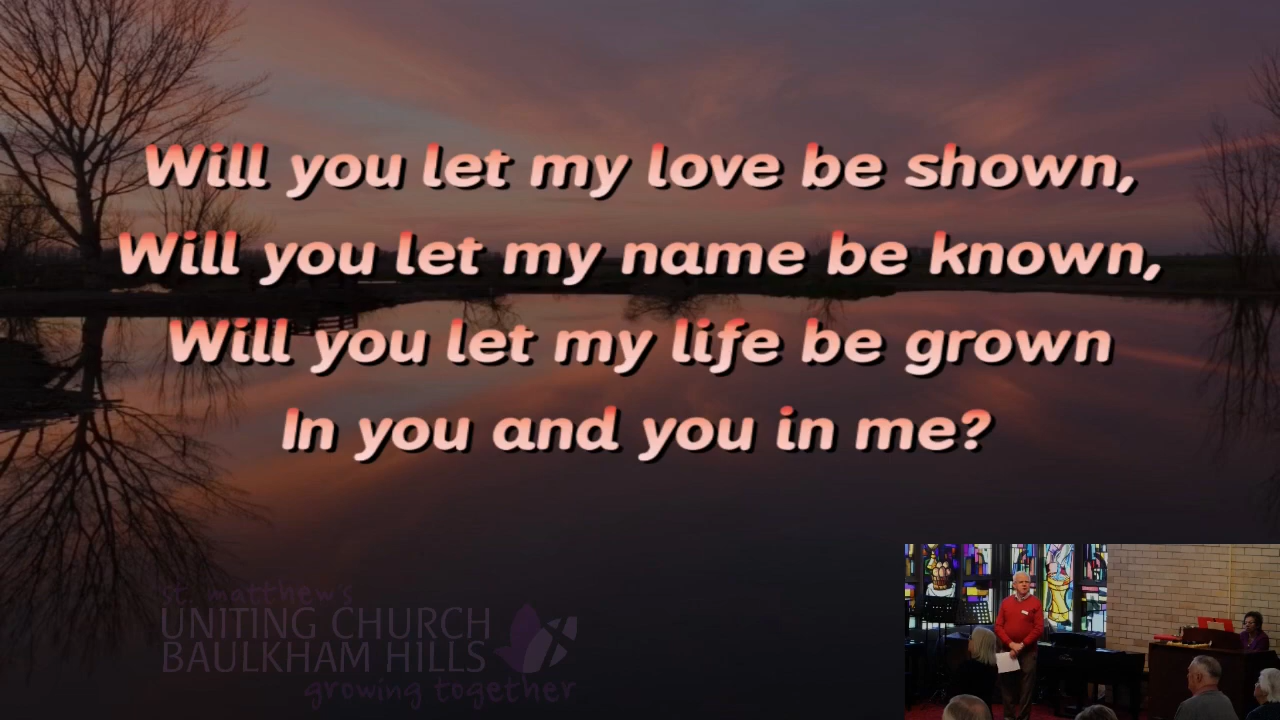 Will you let my love be shown,
Will you let my name be known,
Will you let my life be grown
In you and you in me?
st. matthew's
UNITING CHURCH
BAULKHAM HILLS
growing together